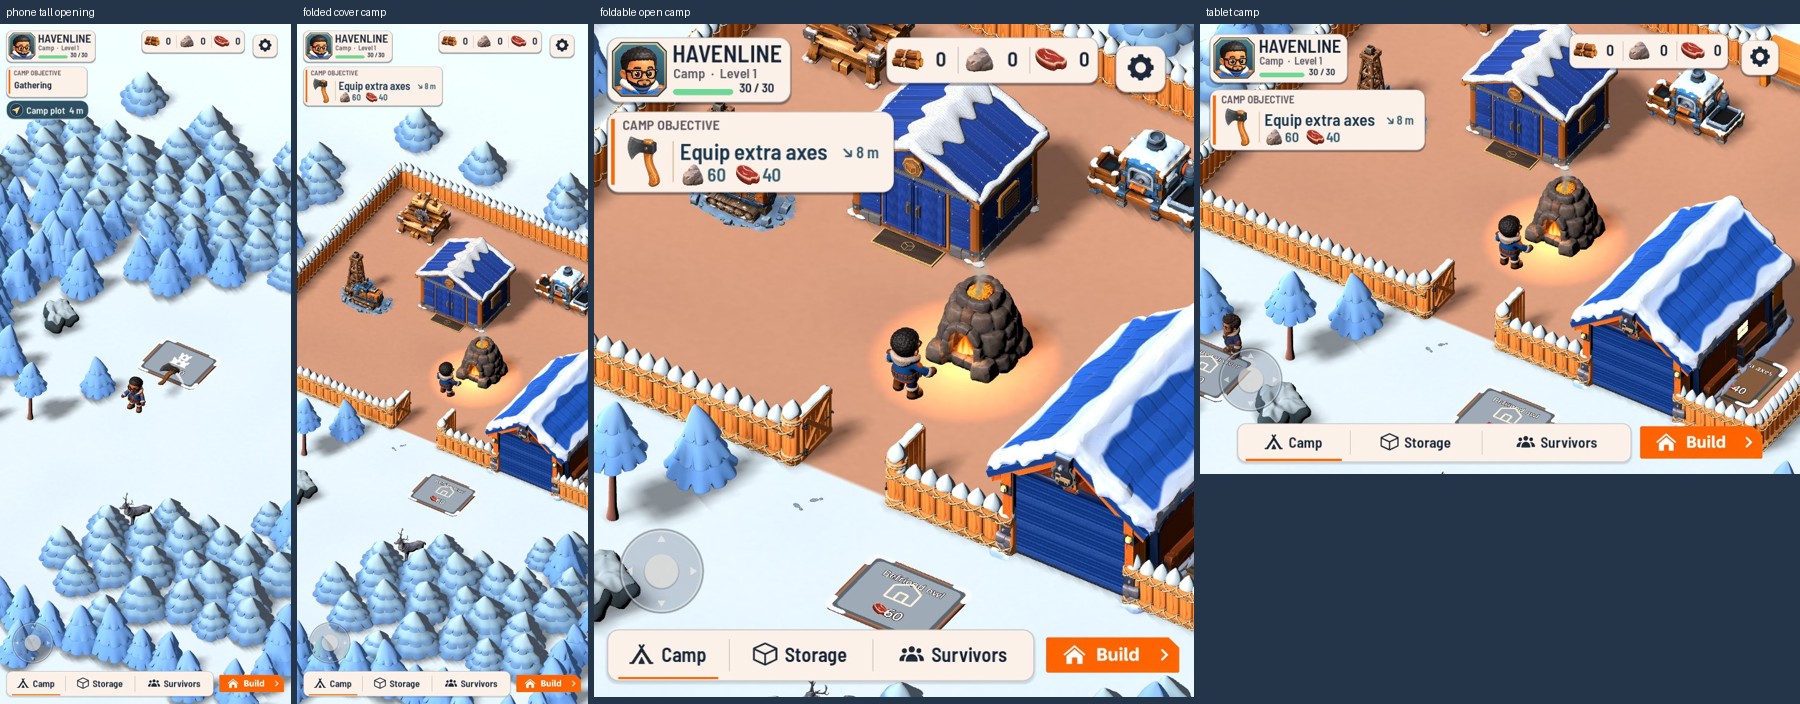 phone tall opening
HAVENLINE
Camp · Level 1
30 / 30
0 0 0
CAMP OBJECTIVE
Gathering
Camp plot 4 m
Camp Storage Survivors Build
folded cover camp
HAVENLINE
Camp · Level 1
30 / 30
0 0 0
CAMP OBJECTIVE
Equip extra axes ↘ 8 m
60 40
60
Camp Storage Survivors Build
foldable open camp
HAVENLINE
Camp · Level 1
30 / 30
0 0 0
CAMP OBJECTIVE
Equip extra axes ↘ 8 m
60 40
60
Camp Storage Survivors Build
tablet camp
HAVENLINE
Camp · Level 1
30 / 30
0 0 0
CAMP OBJECTIVE
Equip extra axes ↘ 8 m
60 40
axes
40
Camp Storage Survivors Build